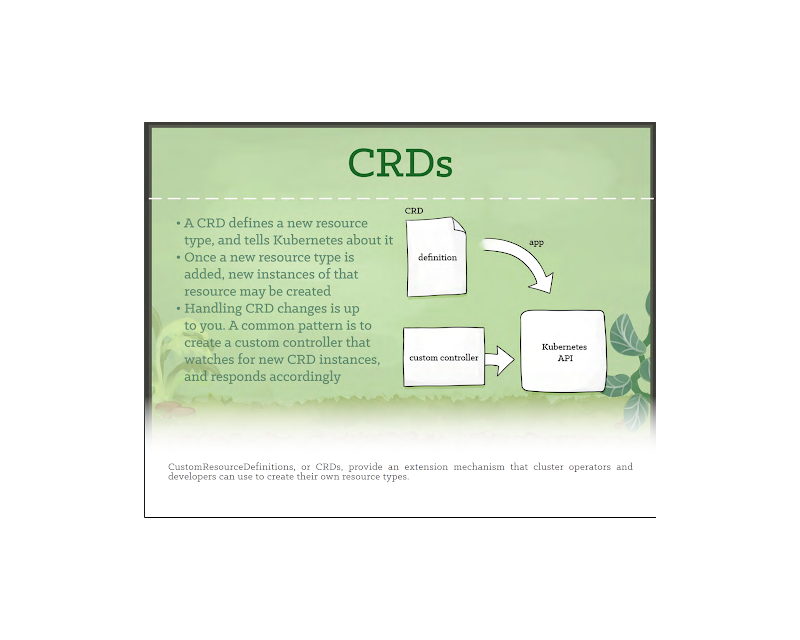 CRDs
• A CRD defines a new resource
type, and tells Kubernetes about it
• Once a new resource type is
added, new instances of that
resource may be created
• Handling CRD changes is up
to you. A common pattern is to
create a custom controller that
watches for new CRD instances,
and responds accordingly
CRD
definition
app
custom controller
Kubernetes
API
CustomResourceDefinitions, or CRDs, provide an extension mechanism that cluster operators and
developers can use to create their own resource types.